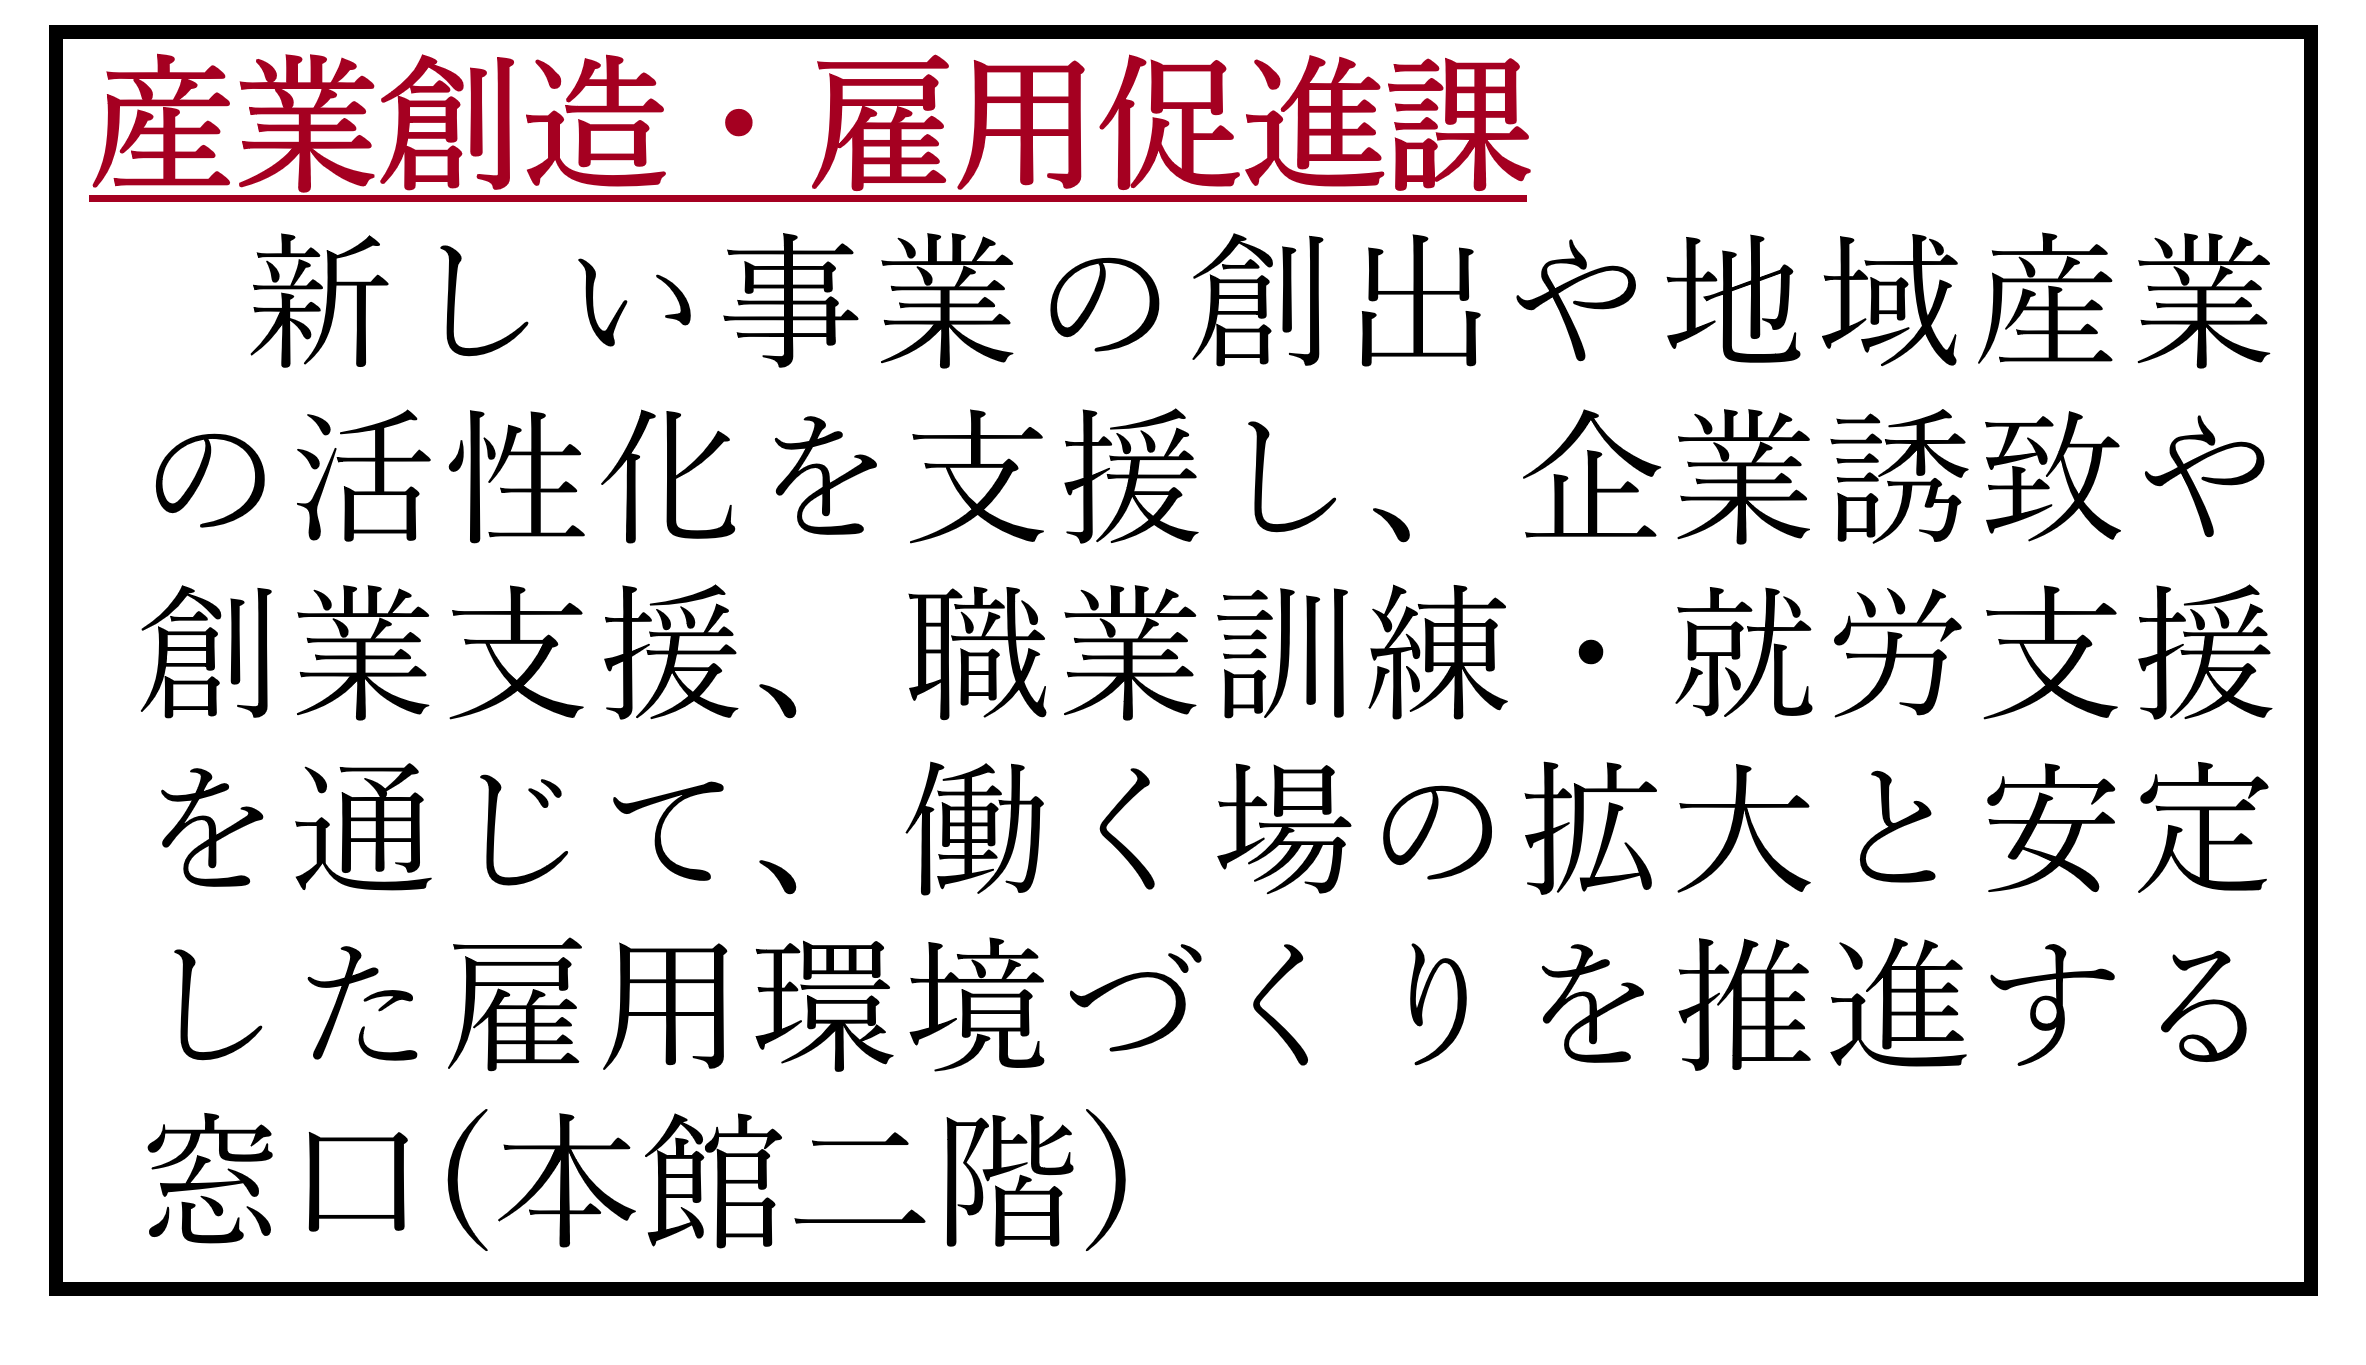 産業創造・雇用促進課
新しい事業の創出や地域産業
の活性化を支援し、企業誘致や
創業支援、職業訓練・就労支援
を通じて、働く場の拡大と安定
した雇用環境づくりを推進する
窓口(本館二階)